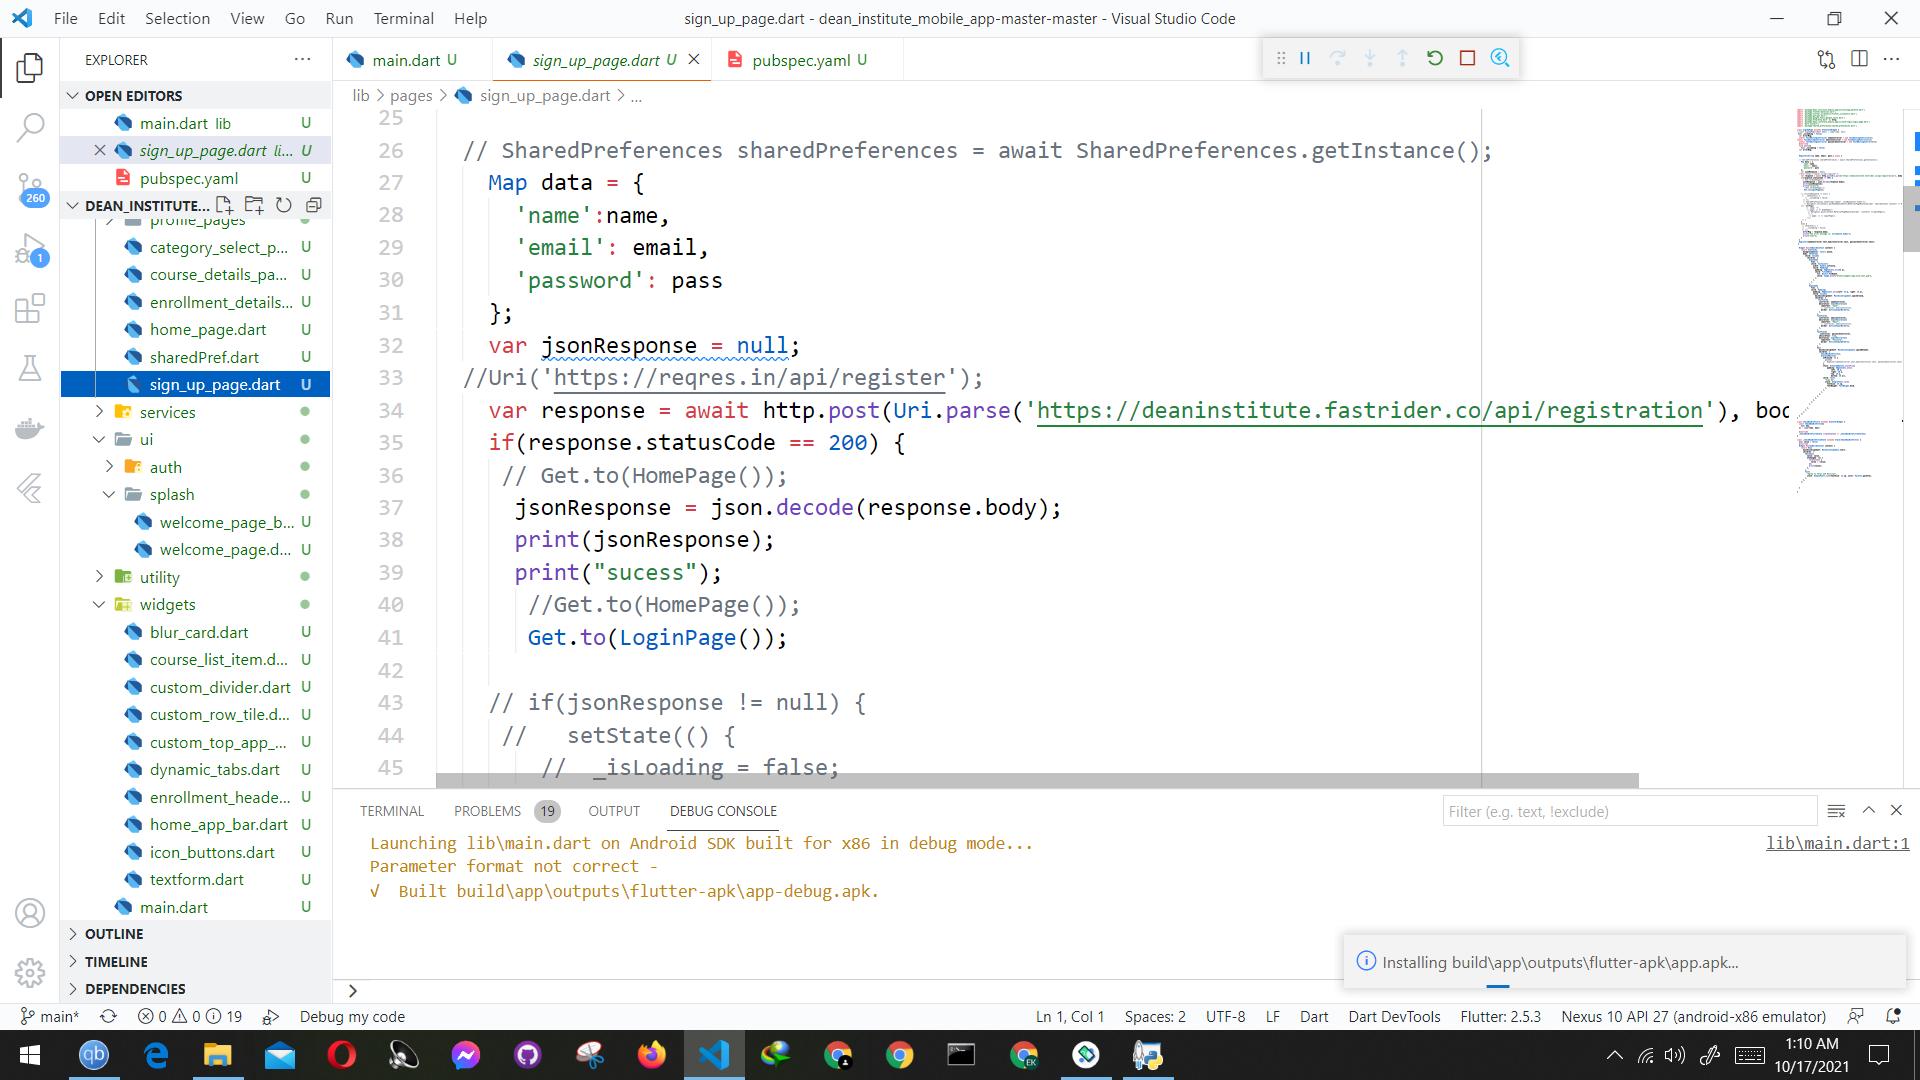 File Edit Selection View Go Run Terminal Help
sign_up_page.dart - dean_institute_mobile_app-master-master - Visual Studio Code
EXPLORER
main.dart U
sign_up_page.dart U
pubspec.yaml U
lib > pages > sign_up_page.dart > ...
OPEN EDITORS
main.dart lib U
sign_up_page.dart li... U
pubspec.yaml U
DEAN_INSTITUTE...
profile_pages
category_select_p... U
course_details_pa... U
enrollment_details... U
home_page.dart U
sharedPref.dart U
sign_up_page.dart U
services
ui
auth
splash
welcome_page_b... U
welcome_page.d... U
utility
widgets
blur_card.dart U
course_list_item.d... U
custom_divider.dart U
custom_row_tile.d... U
custom_top_app_... U
dynamic_tabs.dart U
enrollment_heade... U
home_app_bar.dart U
icon_buttons.dart U
textform.dart U
main.dart U
OUTLINE
TIMELINE
DEPENDENCIES
260
1
25
26 // SharedPreferences sharedPreferences = await SharedPreferences.getInstance();
27 Map data = {
28 'name':name,
29 'email': email,
30 'password': pass
31 };
32 var jsonResponse = null;
33 //Uri('https://reqres.in/api/register');
34 var response = await http.post(Uri.parse('https://deaninstitute.fastrider.co/api/registration'), bod
35 if(response.statusCode == 200) {
36 // Get.to(HomePage());
37 jsonResponse = json.decode(response.body);
38 print(jsonResponse);
39 print("sucess");
40 //Get.to(HomePage());
41 Get.to(LoginPage());
42
43 // if(jsonResponse != null) {
44 // setState(() {
45 // _isLoading = false;
TERMINAL PROBLEMS 19 OUTPUT DEBUG CONSOLE
Filter (e.g. text, !exclude)
Launching lib\main.dart on Android SDK built for x86 in debug mode...
lib\main.dart:1
Parameter format not correct -
√ Built build\app\outputs\flutter-apk\app-debug.apk.
Installing build\app\outputs\flutter-apk\app.apk...
main* 0 0 19 Debug my code
Ln 1, Col 1 Spaces: 2 UTF-8 LF Dart Dart DevTools Flutter: 2.5.3 Nexus 10 API 27 (android-x86 emulator)
qb
EK
1:10 AM
10/17/2021